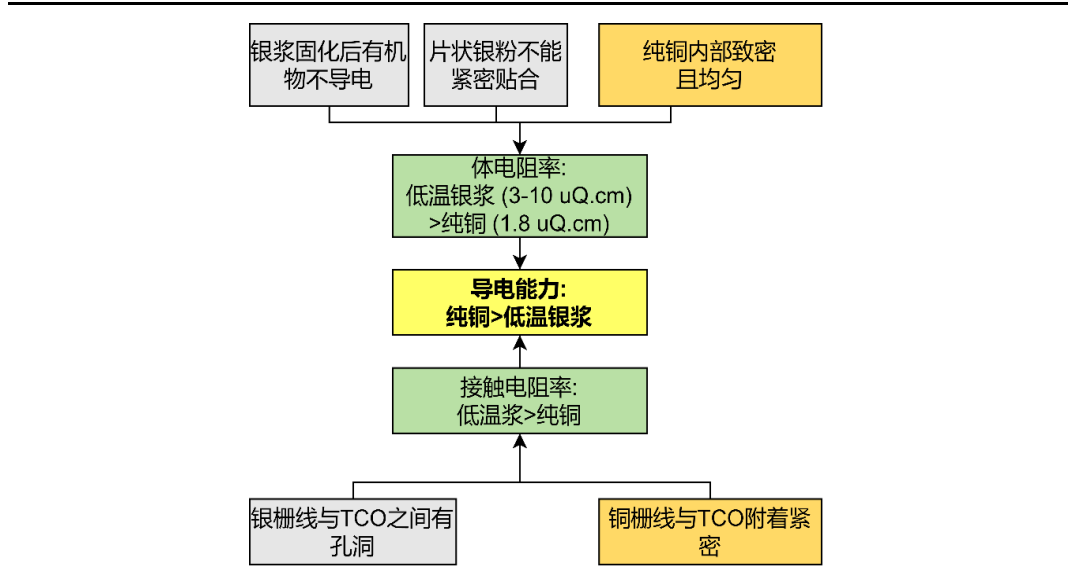 银浆固化后有机
物不导电
片状银粉不能
紧密贴合
纯铜内部致密
且均匀
体电阻率:
低温银浆 (3-10 uQ.cm)
>纯铜 (1.8 uQ.cm)
导电能力:
纯铜>低温银浆
接触电阻率:
低温浆>纯铜
银栅线与TCO之间有
孔洞
铜栅线与TCO附着紧
密